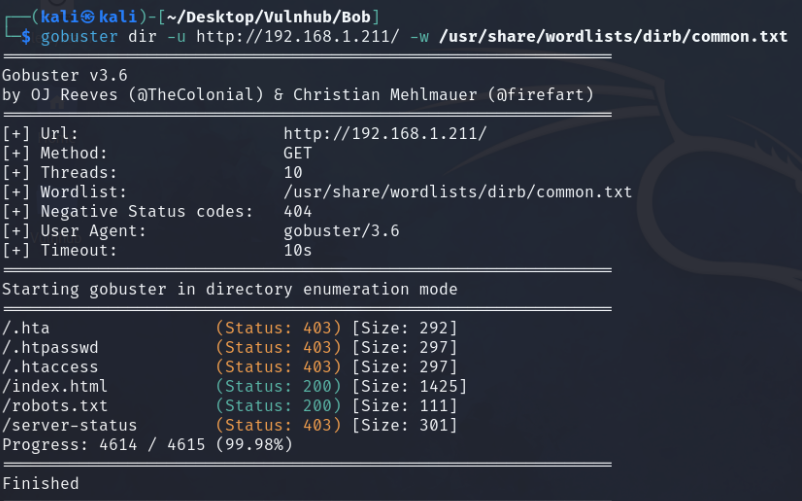 (kali㉿kali)-[~/Desktop/Vulnhub/Bob]
$ gobuster dir -u http://192.168.1.211/ -w /usr/share/wordlists/dirb/common.txt
===============================================================
Gobuster v3.6
by OJ Reeves (@TheColonial) & Christian Mehlmauer (@firefart)
===============================================================
[+] Url:                     http://192.168.1.211/
[+] Method:                  GET
[+] Threads:                 10
[+] Wordlist:                /usr/share/wordlists/dirb/common.txt
[+] Negative Status codes:   404
[+] User Agent:              gobuster/3.6
[+] Timeout:                 10s
===============================================================
Starting gobuster in directory enumeration mode
===============================================================
/.hta                 (Status: 403) [Size: 292]
/.htpasswd            (Status: 403) [Size: 297]
/.htaccess            (Status: 403) [Size: 297]
/index.html           (Status: 200) [Size: 1425]
/robots.txt           (Status: 200) [Size: 111]
/server-status        (Status: 403) [Size: 301]
Progress: 4614 / 4615 (99.98%)
===============================================================
Finished